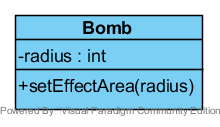 Bomb
-radius : int
+setEffectArea(radius)
Powered By Visual Paradigm Community Edition